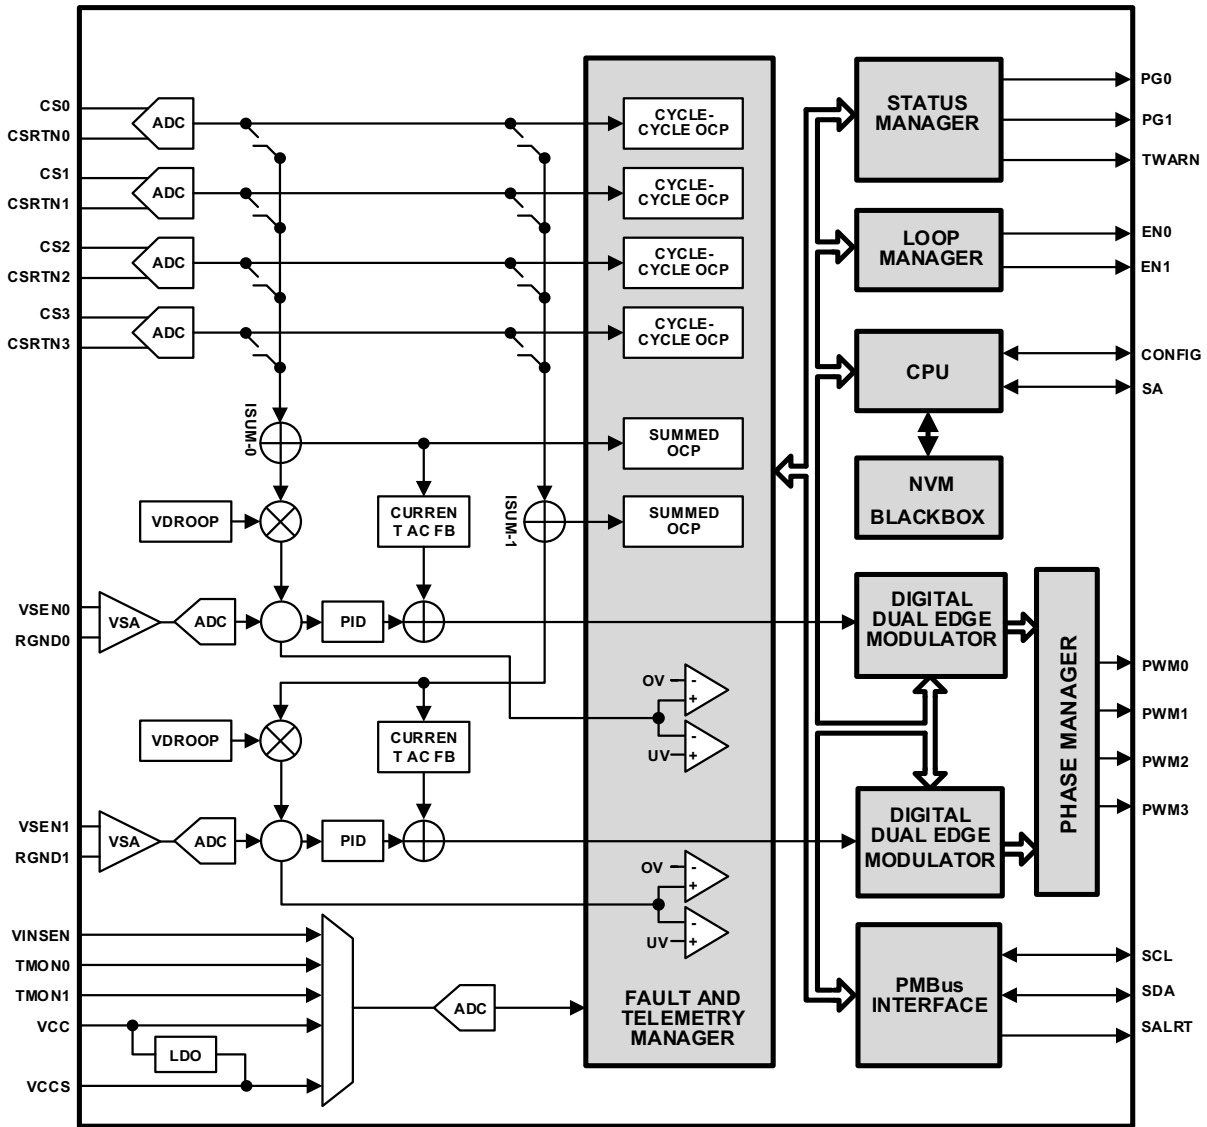 CS0
CSRTN0
CS1
CSRTN1
CS2
CSRTN2
CS3
CSRTN3
ADC
ADC
ADC
ADC
CYCLE-
CYCLE OCP
CYCLE-
CYCLE OCP
CYCLE-
CYCLE OCP
CYCLE-
CYCLE OCP
ISUM-0
SUMMED
OCP
ISUM-1
SUMMED
OCP
VDROOP
CURREN
T AC FB
VSEN0
RGND0
VSA
ADC
PID
OV
-
+
-
UV
+
VDROOP
CURREN
T AC FB
VSEN1
RGND1
VSA
ADC
PID
OV
-
+
-
UV
+
VINSEN
TMON0
TMON1
VCC
LDO
VCCS
ADC
FAULT AND
TELEMETRY
MANAGER
STATUS
MANAGER
PG0
PG1
TWARN
LOOP
MANAGER
EN0
EN1
CPU
CONFIG
SA
NVM
BLACKBOX
DIGITAL
DUAL EDGE
MODULATOR
DIGITAL
DUAL EDGE
MODULATOR
PHASE MANAGER
PWM0
PWM1
PWM2
PWM3
PMBus
INTERFACE
SCL
SDA
SALRT